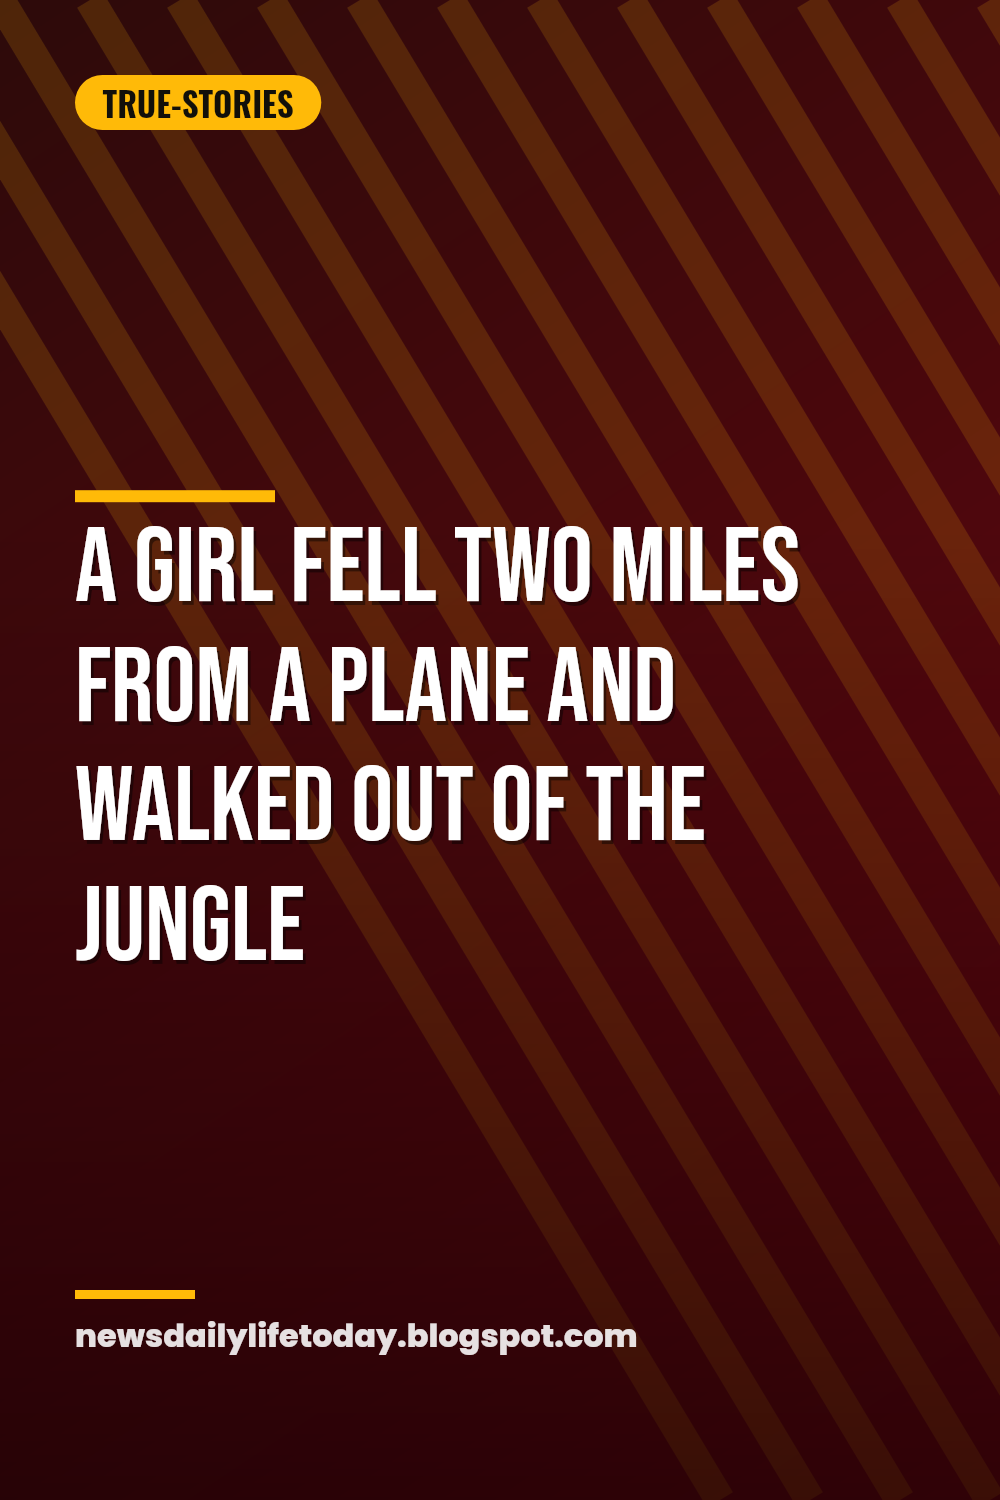 TRUE-STORIES
A GIRL FELL TWO MILES
FROM A PLANE AND
WALKED OUT OF THE
JUNGLE
newsdailylifetoday.blogspot.com